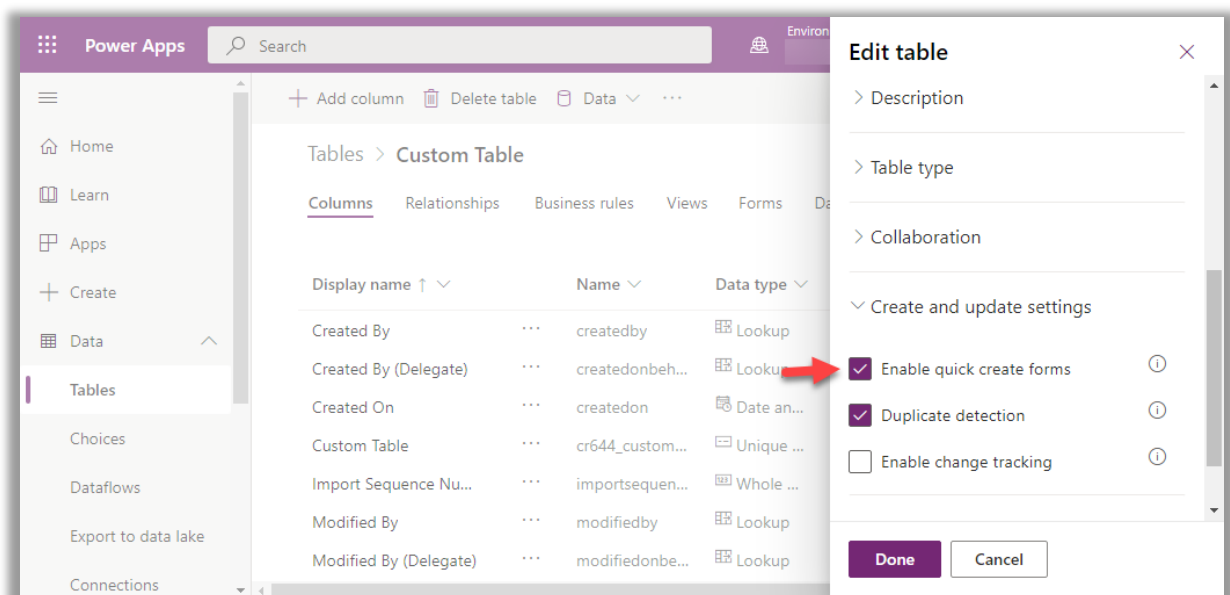 Power Apps
Search
Environ
Home
Learn
Apps
Create
Data
Tables
Choices
Dataflows
Export to data lake
Connections
Add column Delete table Data ···
Tables > Custom Table
Columns Relationships Business rules Views Forms Da
Display name ↑ Name Data type
Created By ··· createdby Lookup
Created By (Delegate) ··· createdonbeh... Lookup
Created On ··· createdon Date an...
Custom Table ··· cr644_custom... Unique ...
Import Sequence Nu... ··· importsequen... Whole ...
Modified By ··· modifiedby Lookup
Modified By (Delegate) ··· modifiedonbe... Lookup
Edit table
Description
Table type
Collaboration
Create and update settings
Enable quick create forms
Duplicate detection
Enable change tracking
Done Cancel